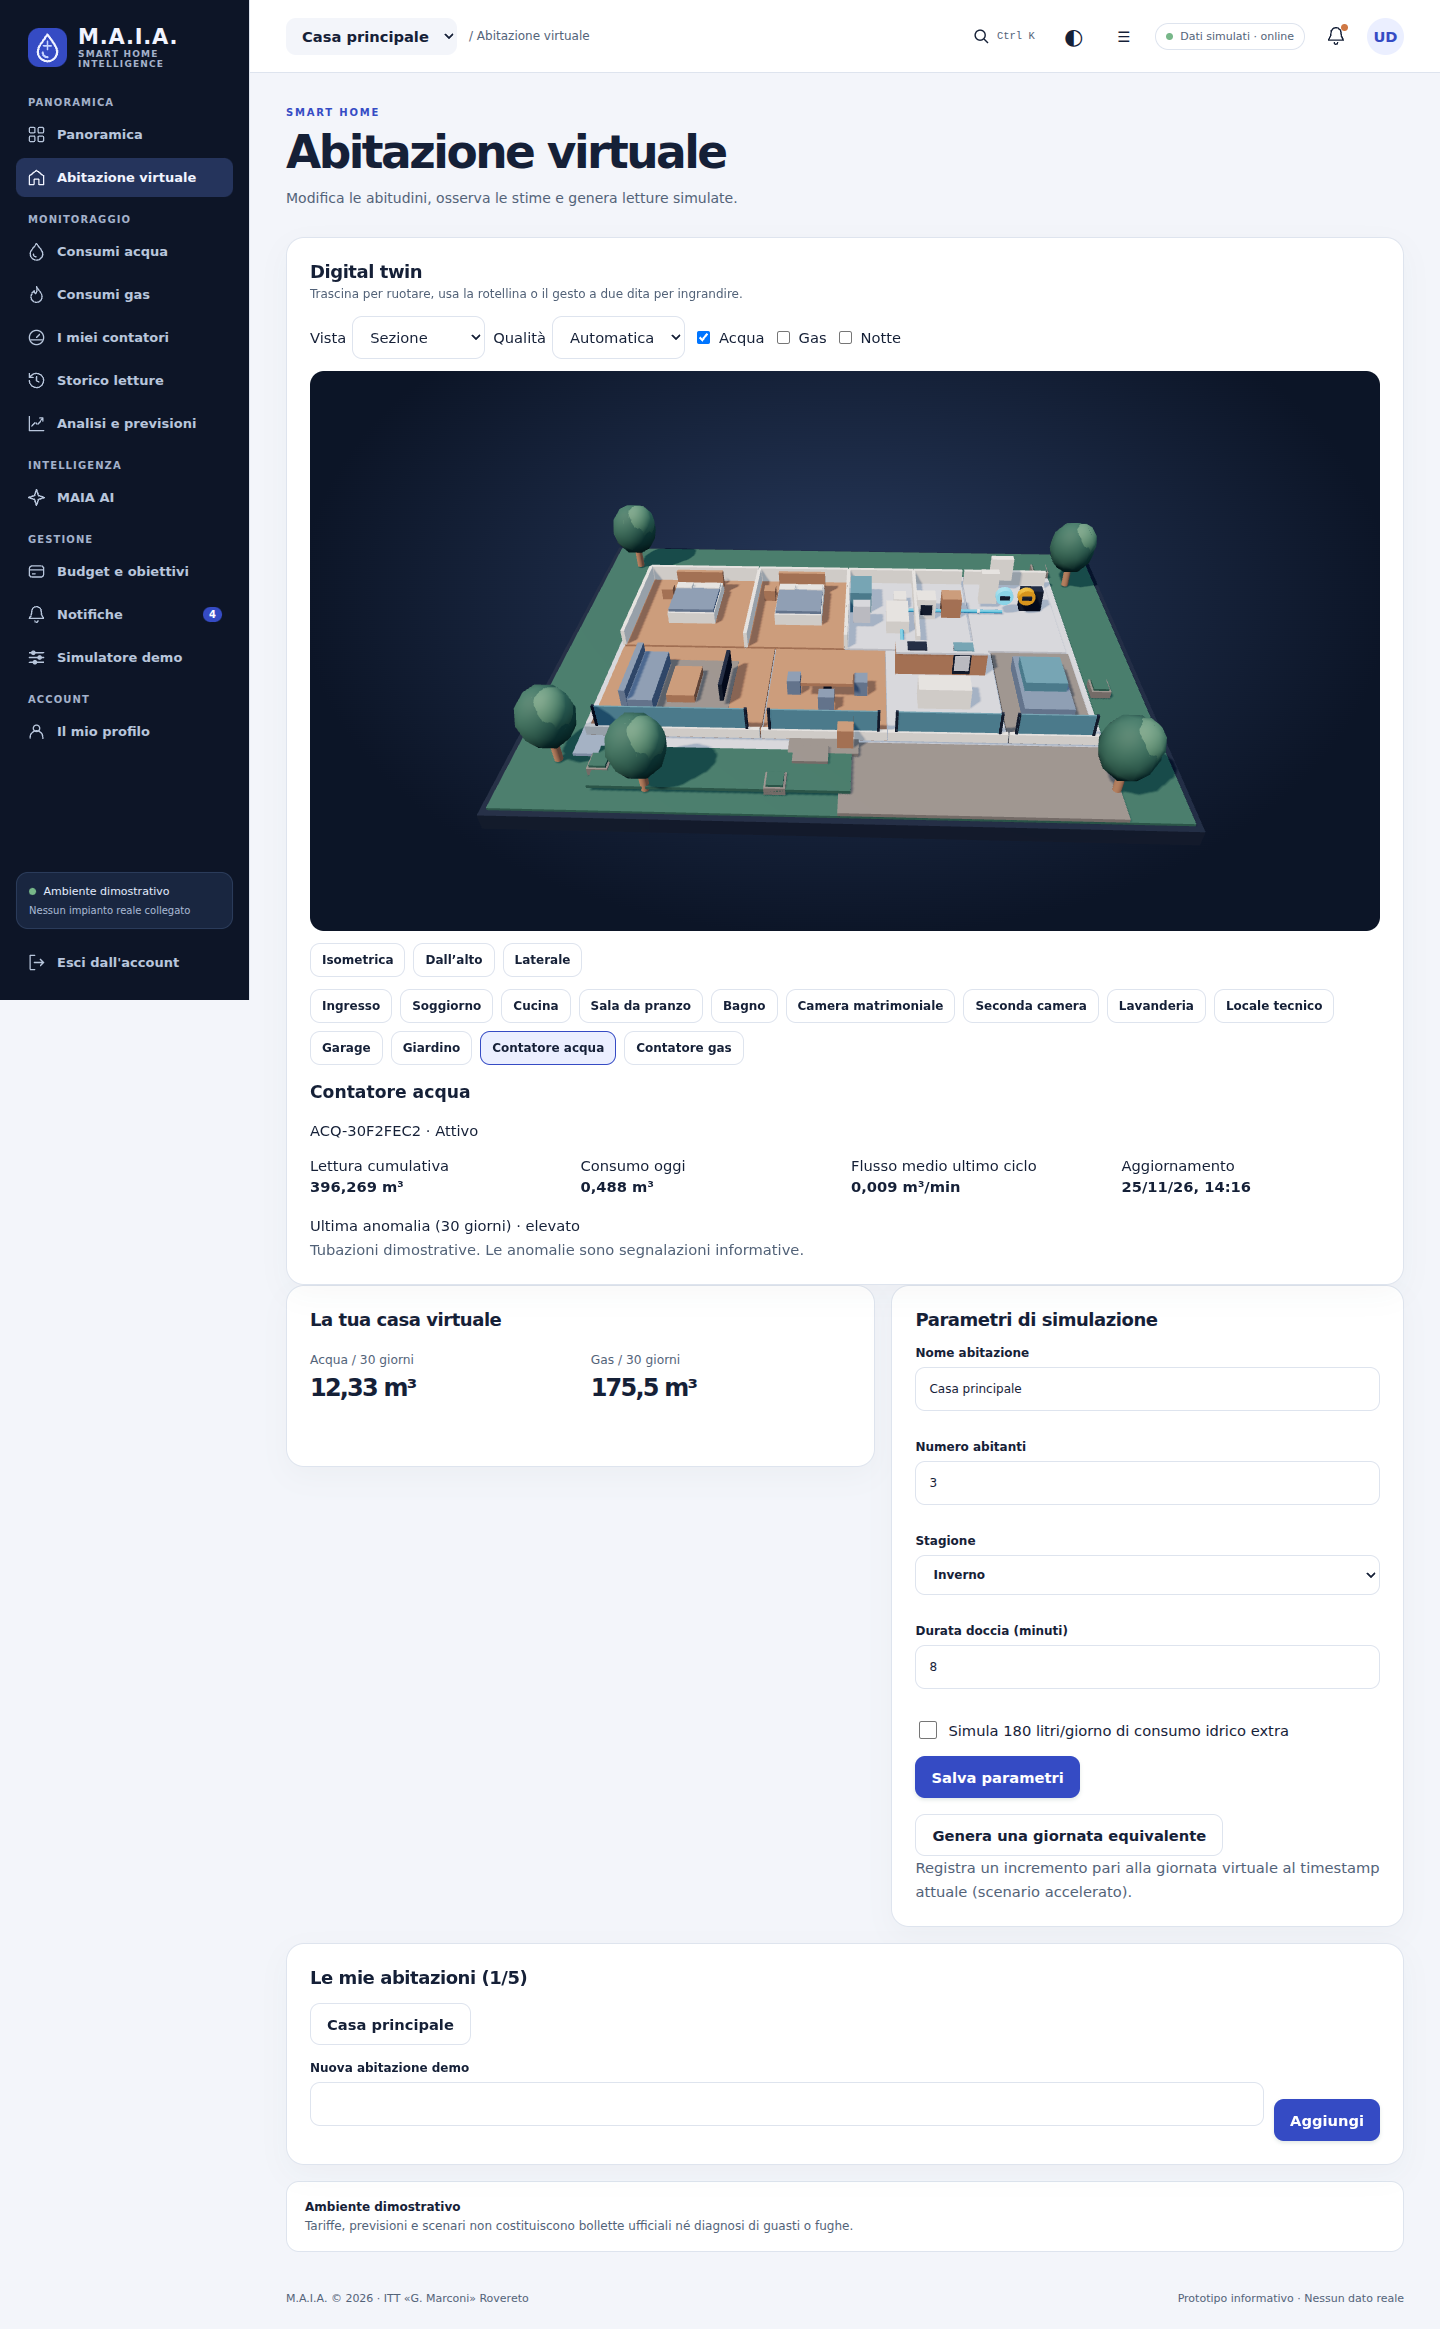 M.A.I.A.
SMART HOME
INTELLIGENCE
PANORAMICA
Panoramica
Abitazione virtuale
MONITORAGGIO
Consumi acqua
Consumi gas
I miei contatori
Storico letture
Analisi e previsioni
INTELLIGENZA
MAIA AI
GESTIONE
Budget e obiettivi
Notifiche 4
Simulatore demo
ACCOUNT
Il mio profilo
Ambiente dimostrativo
Nessun impianto reale collegato
Esci dall'account
Casa principale / Abitazione virtuale Ctrl K Dati simulati · online UD
SMART HOME
Abitazione virtuale
Modifica le abitudini, osserva le stime e genera letture simulate.
Digital twin
Trascina per ruotare, usa la rotellina o il gesto a due dita per ingrandire.
Vista Sezione Qualità Automatica Acqua Gas Notte
Isometrica Dall’alto Laterale
Ingresso Soggiorno Cucina Sala da pranzo Bagno Camera matrimoniale Seconda camera Lavanderia Locale tecnico
Garage Giardino Contatore acqua Contatore gas
Contatore acqua
ACQ-30F2FEC2 · Attivo
Lettura cumulativa Consumo oggi Flusso medio ultimo ciclo Aggiornamento
396,269 m³ 0,488 m³ 0,009 m³/min 25/11/26, 14:16
Ultima anomalia (30 giorni) · elevato
Tubazioni dimostrative. Le anomalie sono segnalazioni informative.
La tua casa virtuale
Acqua / 30 giorni Gas / 30 giorni
12,33 m³ 175,5 m³
Parametri di simulazione
Nome abitazione
Casa principale
Numero abitanti
3
Stagione
Inverno
Durata doccia (minuti)
8
Simula 180 litri/giorno di consumo idrico extra
Salva parametri
Genera una giornata equivalente
Registra un incremento pari alla giornata virtuale al timestamp
attuale (scenario accelerato).
Le mie abitazioni (1/5)
Casa principale
Nuova abitazione demo
Aggiungi
Ambiente dimostrativo
Tariffe, previsioni e scenari non costituiscono bollette ufficiali né diagnosi di guasti o fughe.
M.A.I.A. © 2026 · ITT «G. Marconi» Rovereto Prototipo informativo · Nessun dato reale